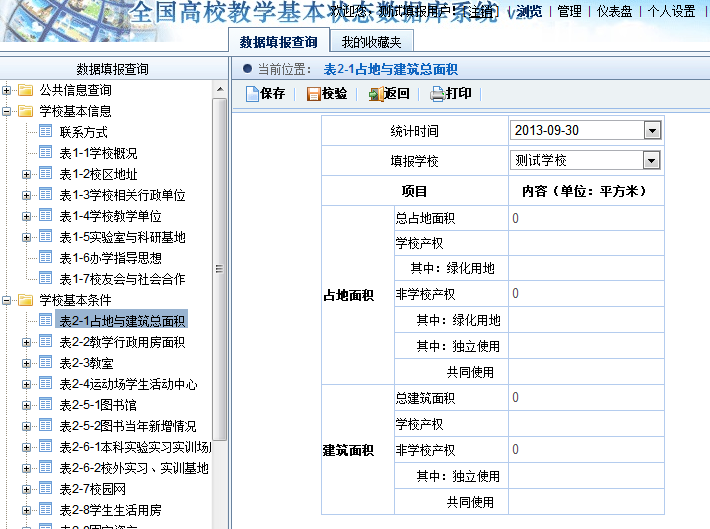 全国高校教学基本状态数据库系统 v2.0
欢迎您：测试填报用户！ [注销] | 浏览 | 管理 | 仪表盘 | 个人设置 |
数据填报查询 我的收藏夹
数据填报查询
公共信息查询
学校基本信息
联系方式
表1-1学校概况
表1-2校区地址
表1-3学校相关行政单位
表1-4学校教学单位
表1-5实验室与科研基地
表1-6办学指导思想
表1-7校友会与社会合作
学校基本条件
表2-1占地与建筑总面积
表2-2教学行政用房面积
表2-3教室
表2-4运动场学生活动中心
表2-5-1图书馆
表2-5-2图书当年新增情况
表2-6-1本科实验实习实训场
表2-6-2校外实习、实训基地
表2-7校园网
表2-8学生生活用房
当前位置： 表2-1占地与建筑总面积
保存 校验 返回 打印
统计时间 2013-09-30
填报学校 测试学校
项目 内容（单位：平方米）
占地面积
总占地面积 0
学校产权
其中：绿化用地
非学校产权 0
其中：绿化用地
其中：独立使用
共同使用
建筑面积
总建筑面积 0
学校产权
非学校产权 0
其中：独立使用
共同使用